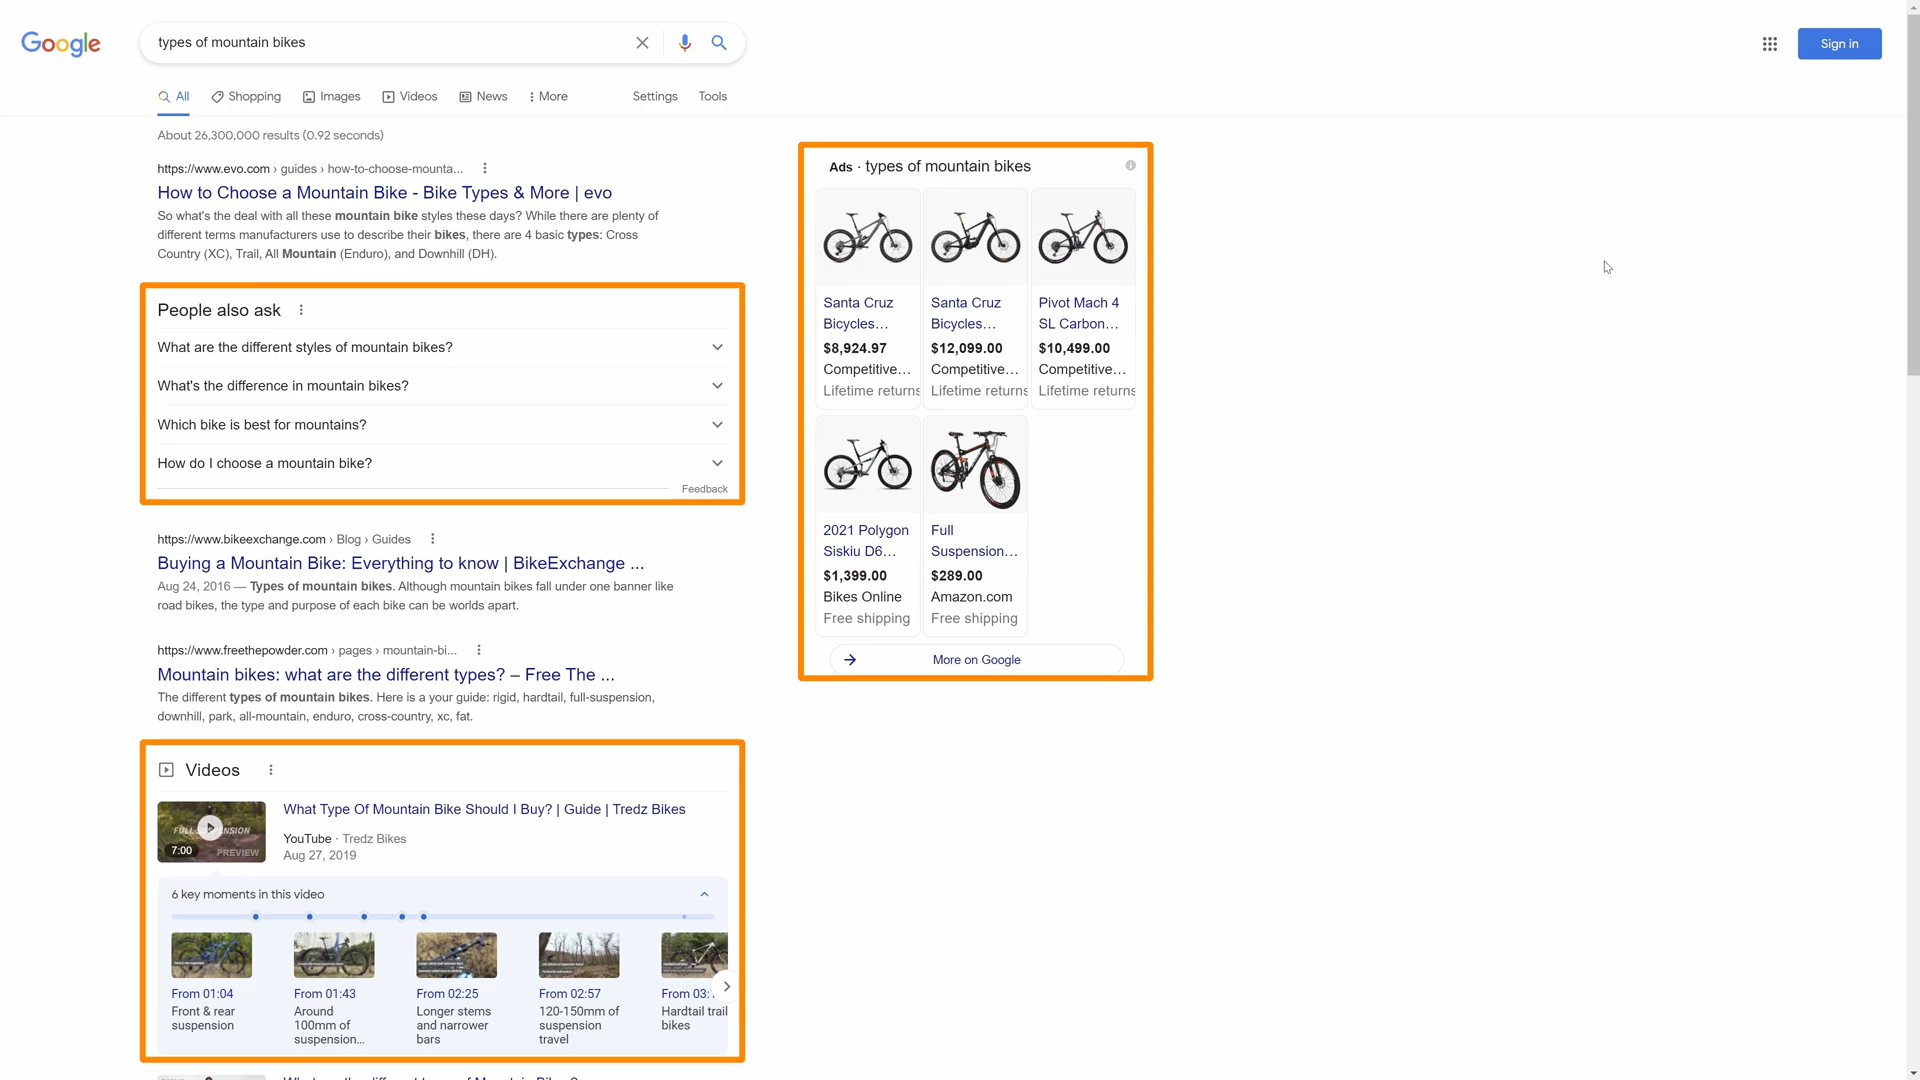 Google
types of mountain bikes
Sign in
All
Shopping
Images
Videos
News
More
Settings
Tools
About 26,300,000 results (0.92 seconds)
https://www.evo.com › guides › how-to-choose-mounta...
How to Choose a Mountain Bike - Bike Types & More | evo
So what's the deal with all these mountain bike styles these days? While there are plenty of
different terms manufacturers use to describe their bikes, there are 4 basic types: Cross
Country (XC), Trail, All Mountain (Enduro), and Downhill (DH).
People also ask
What are the different styles of mountain bikes?
What's the difference in mountain bikes?
Which bike is best for mountains?
How do I choose a mountain bike?
Feedback
https://www.bikeexchange.com › Blog › Guides
Buying a Mountain Bike: Everything to know | BikeExchange ...
Aug 24, 2016 — Types of mountain bikes. Although mountain bikes fall under one banner like
road bikes, the type and purpose of each bike can be worlds apart.
https://www.freethepowder.com › pages › mountain-bi...
Mountain bikes: what are the different types? – Free The ...
The different types of mountain bikes. Here is a your guide: rigid, hardtail, full-suspension,
downhill, park, all-mountain, enduro, cross-country, xc, fat.
Videos
FULL SUSPENSION
7:00
PREVIEW
What Type Of Mountain Bike Should I Buy? | Guide | Tredz Bikes
YouTube · Tredz Bikes
Aug 27, 2019
6 key moments in this video
From 01:04
Front & rear
suspension
From 01:43
Around
100mm of
suspension...
From 02:25
Longer stems
and narrower
bars
From 02:57
120-150mm of
suspension
travel
From 03:
Hardtail trail
bikes
Ads · types of mountain bikes
Santa Cruz
Bicycles...
$8,924.97
Competitive...
Lifetime returns
Santa Cruz
Bicycles...
$12,099.00
Competitive...
Lifetime returns
Pivot Mach 4
SL Carbon...
$10,499.00
Competitive...
Lifetime returns
2021 Polygon
Siskiu D6...
$1,399.00
Bikes Online
Free shipping
Full
Suspension...
$289.00
Amazon.com
Free shipping
More on Google